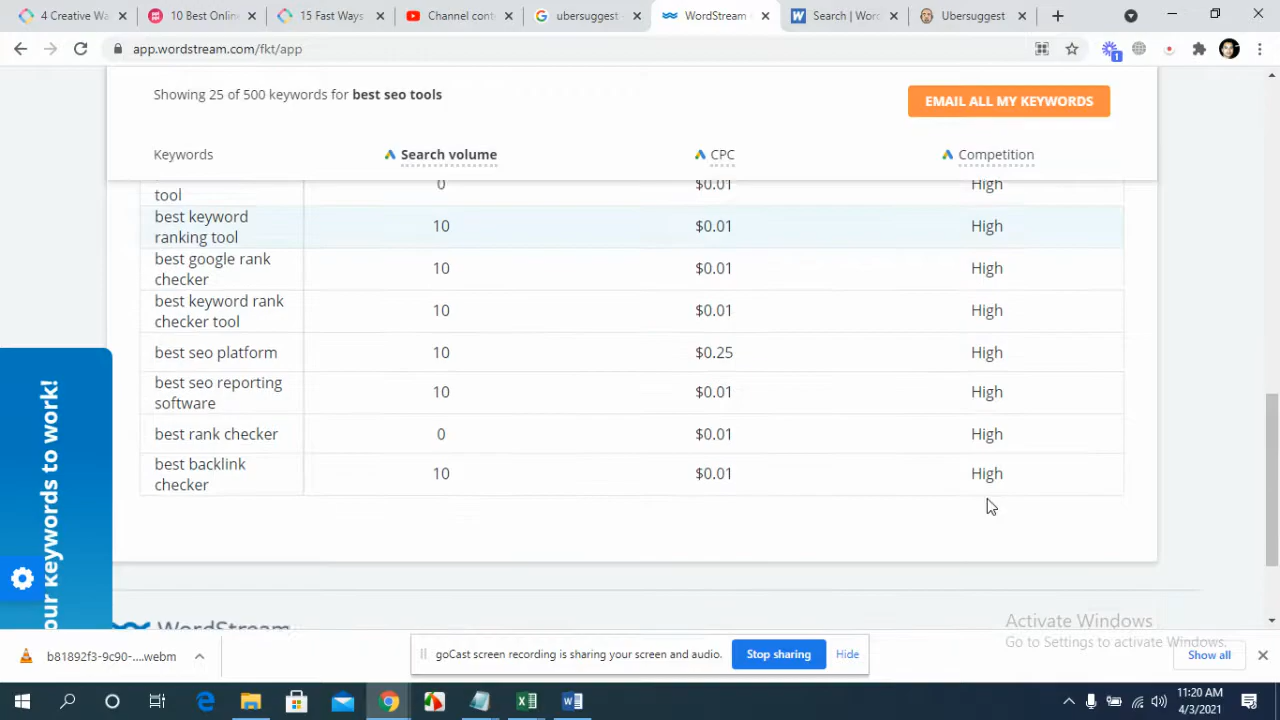 4 Creative Wa
10 Best Online
15 Fast Ways
Channel cont
ubersuggest -
WordStream
Search | Word
Ubersuggest
app.wordstream.com/fkt/app
1
Showing 25 of 500 keywords for best seo tools
EMAIL ALL MY KEYWORDS
Keywords
Search volume
CPC
Competition
tool
0
$0.01
High
best keyword
ranking tool
10
$0.01
High
best google rank
checker
10
$0.01
High
best keyword rank
checker tool
10
$0.01
High
best seo platform
10
$0.25
High
best seo reporting
software
10
$0.01
High
best rank checker
0
$0.01
High
best backlink
checker
10
$0.01
High
our keywords to work!
WordStream
Activate Windows
Go to Settings to activate Windows.
b81892f3-9c90-....webm
goCast screen recording is sharing your screen and audio.
Stop sharing
Hide
Show all
11:20 AM
4/3/2021